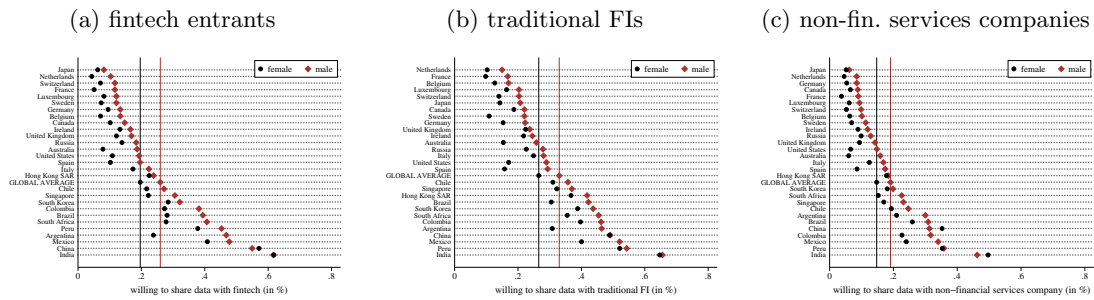 (a) fintech entrants
female
male
Japan
Netherlands
Switzerland
France
Luxembourg
Sweden
Germany
Belgium
Canada
Ireland
United Kingdom
Russia
Australia
United States
Spain
Italy
Hong Kong SAR
GLOBAL AVERAGE
Chile
Singapore
South Korea
Colombia
Brazil
South Africa
Peru
Argentina
Mexico
China
India
0 .2 .4 .6 .8
willing to share data with fintech (in %)
(b) traditional FIs
female
male
Netherlands
France
Belgium
Luxembourg
Switzerland
Japan
Canada
Sweden
Germany
United Kingdom
Ireland
Australia
Russia
Italy
United States
Spain
GLOBAL AVERAGE
Chile
Singapore
Hong Kong SAR
Brazil
South Korea
South Africa
Colombia
Argentina
China
Mexico
Peru
India
0 .2 .4 .6 .8
willing to share data with traditional FI (in %)
(c) non-fin. services companies
female
male
Japan
Netherlands
Germany
Canada
France
Luxembourg
Switzerland
Belgium
Sweden
Ireland
Russia
United Kingdom
United States
Australia
Italy
Spain
Hong Kong SAR
GLOBAL AVERAGE
South Korea
South Africa
Singapore
Chile
Argentina
Brazil
China
Colombia
Mexico
Peru
India
0 .2 .4 .6 .8
willing to share data with non−financial services company (in %)